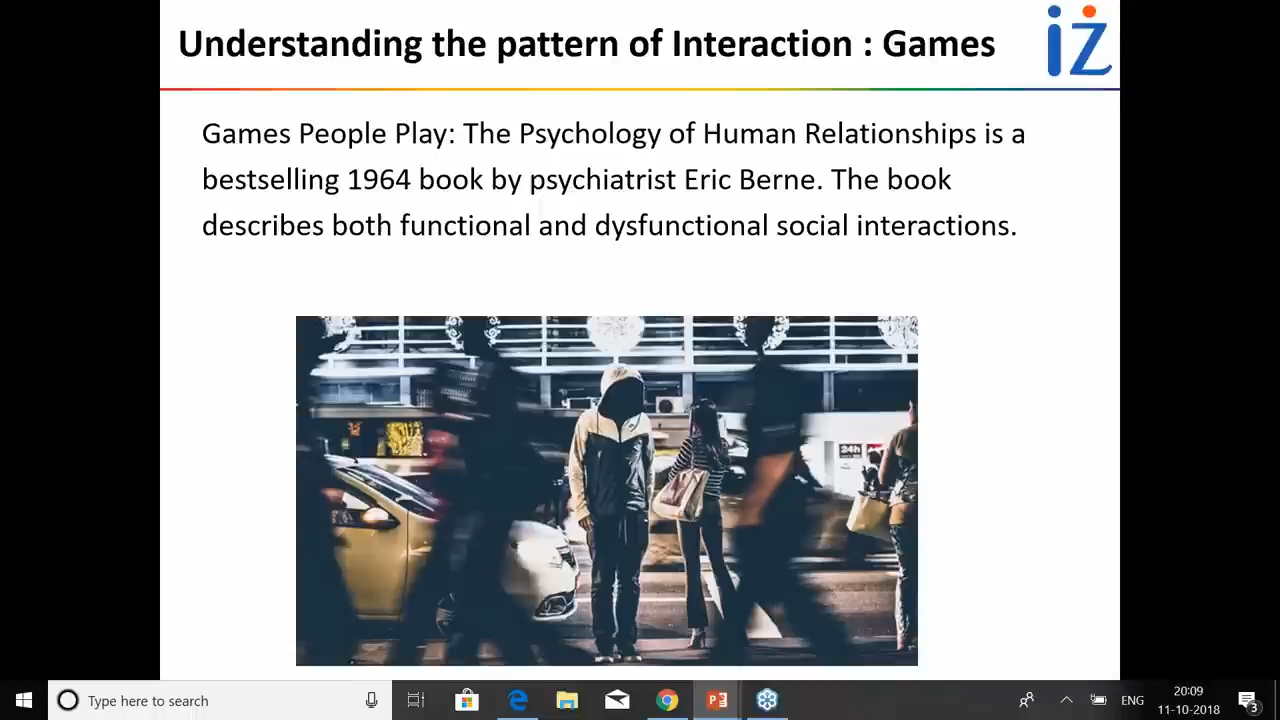 Understanding the pattern of Interaction : Games
iz
Games People Play: The Psychology of Human Relationships is a
bestselling 1964 book by psychiatrist Eric Berne. The book
describes both functional and dysfunctional social interactions.
24h
Type here to search
ENG
20:09
11-10-2018
3